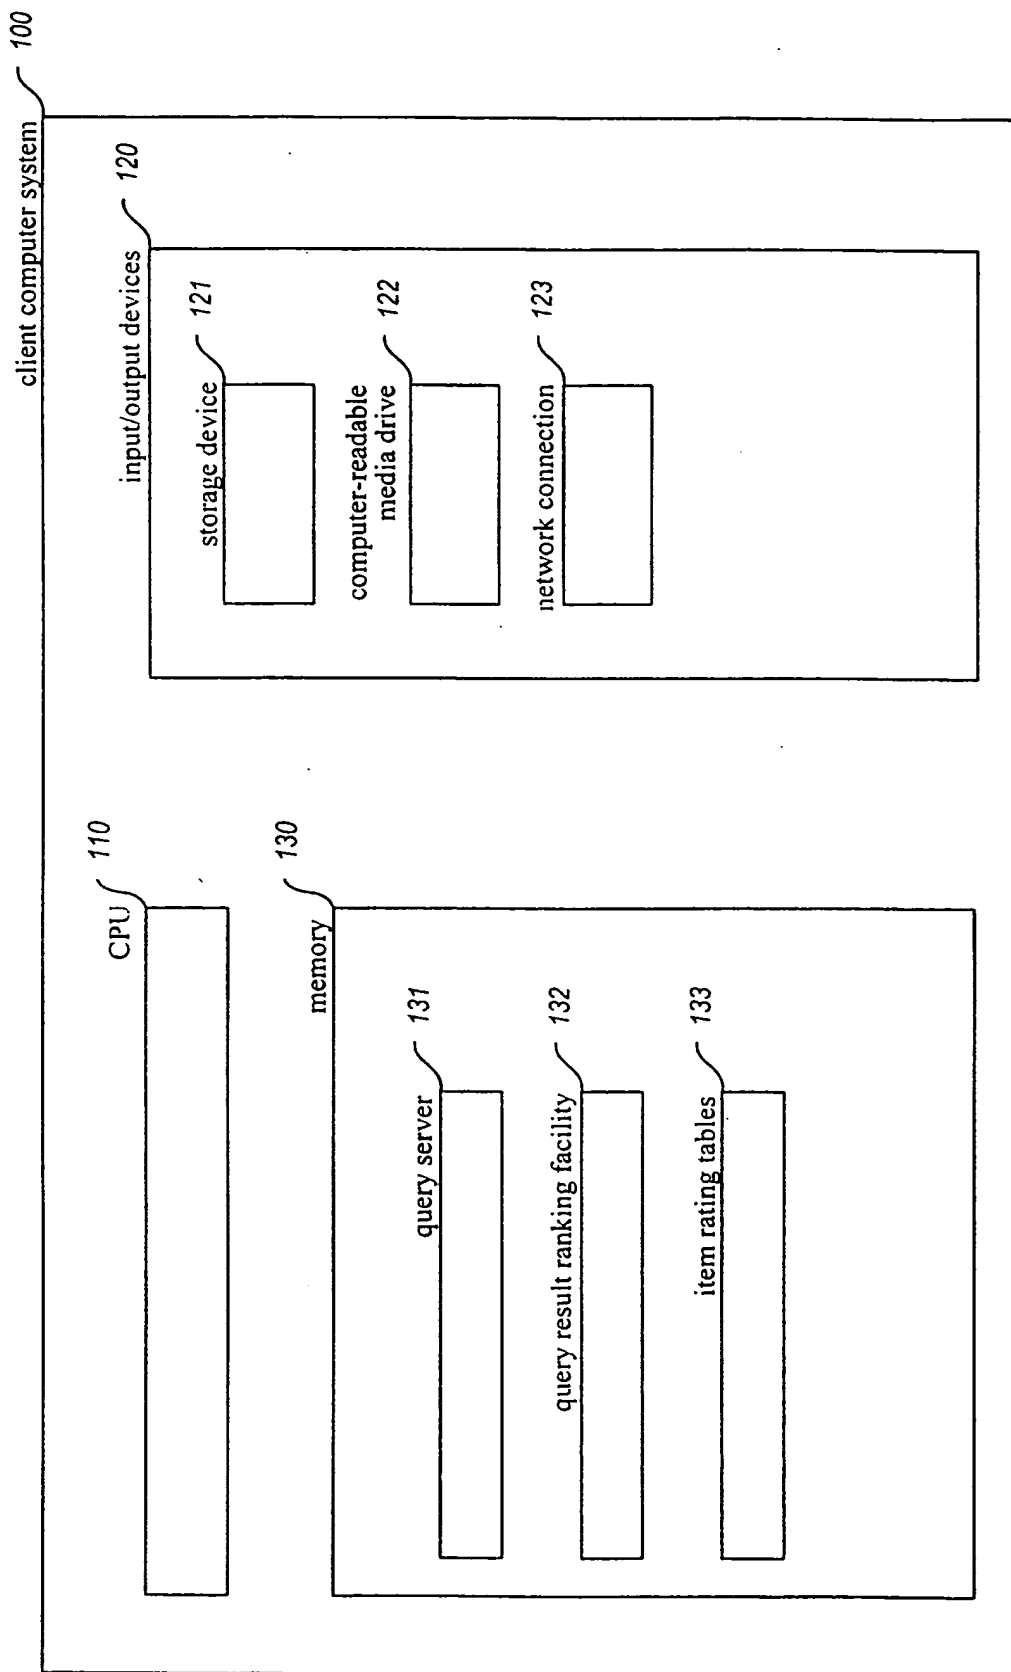 client computer system 100
CPU 110
memory 130
query server 131
query result ranking facility 132
item rating tables 133
input/output devices 120
storage device 121
computer-readable
media drive 122
network connection 123